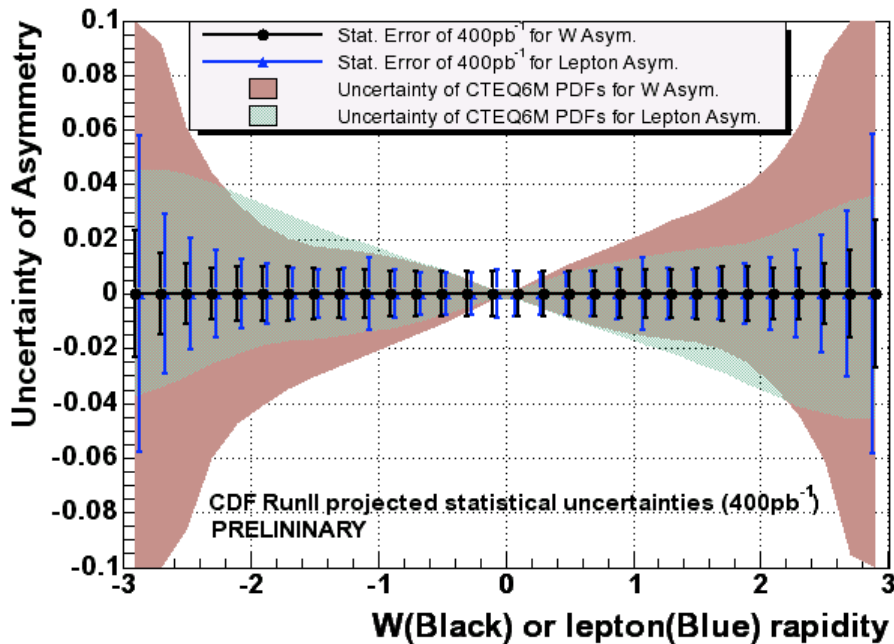 Stat. Error of 400pb-1 for W Asym.
Stat. Error of 400pb-1 for Lepton Asym.
Uncertainty of CTEQ6M PDFs for W Asym.
Uncertainty of CTEQ6M PDFs for Lepton Asym.
Uncertainty of Asymmetry
0.1
0.08
0.06
0.04
0.02
0
-0.02
-0.04
-0.06
-0.08
-0.1
CDF RunII projected statistical uncertainties (400pb-1)
PRELININARY
-3 -2 -1 0 1 2 3
W(Black) or lepton(Blue) rapidity